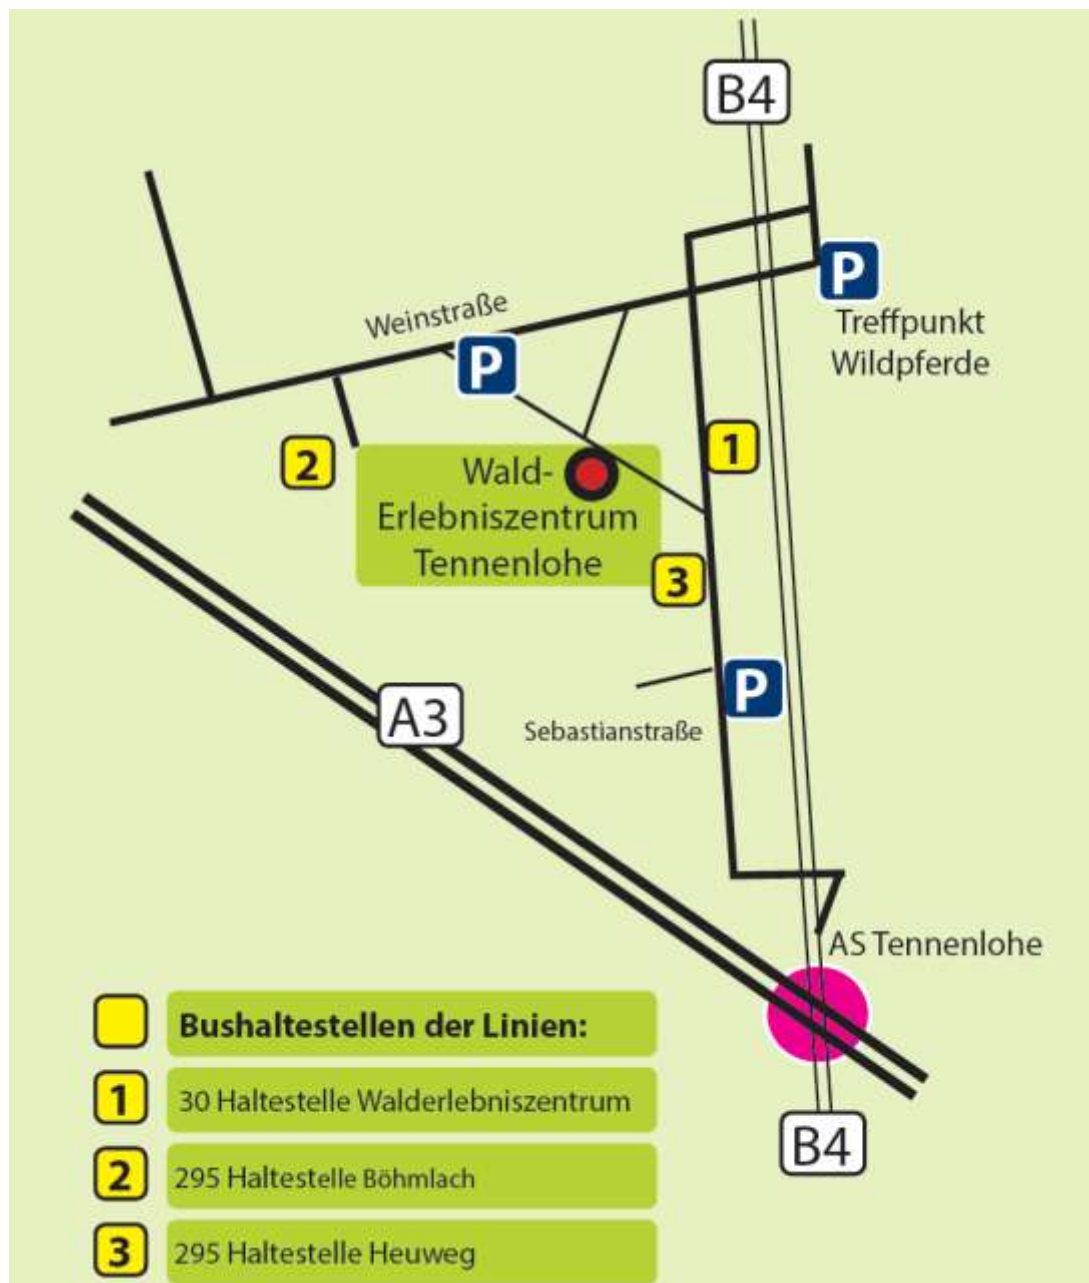 B4
Weinstraße
P
P
Treffpunkt
Wildpferde
2
Wald-
Erlebniszentrum
Tennenlohe
1
3
P
A3
Sebastianstraße
AS Tennenlohe
B4
Bushaltestellen der Linien:
1 30 Haltestelle Walderlebniszentrum
2 295 Haltestelle Böhmlach
3 295 Haltestelle Heuweg